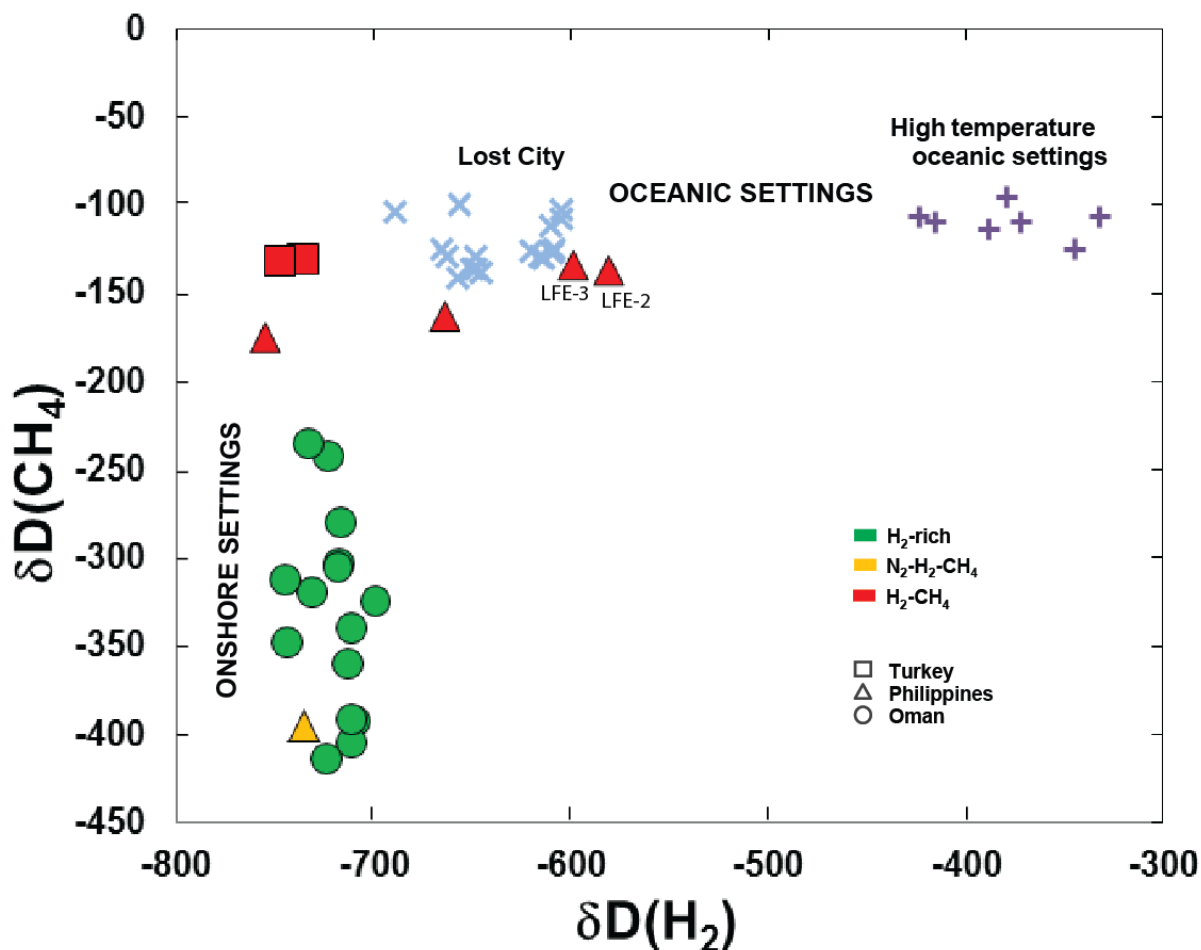 0
-50
-100
-150
-200
-250
-300
-350
-400
-450
δD(CH₄)
-800
-700
-600
-500
-400
-300
δD(H₂)
High temperature
oceanic settings
Lost City
OCEANIC SETTINGS
LFE-3
LFE-2
ONSHORE SETTINGS
H₂-rich
N₂-H₂-CH₄
H₂-CH₄
Turkey
Philippines
Oman